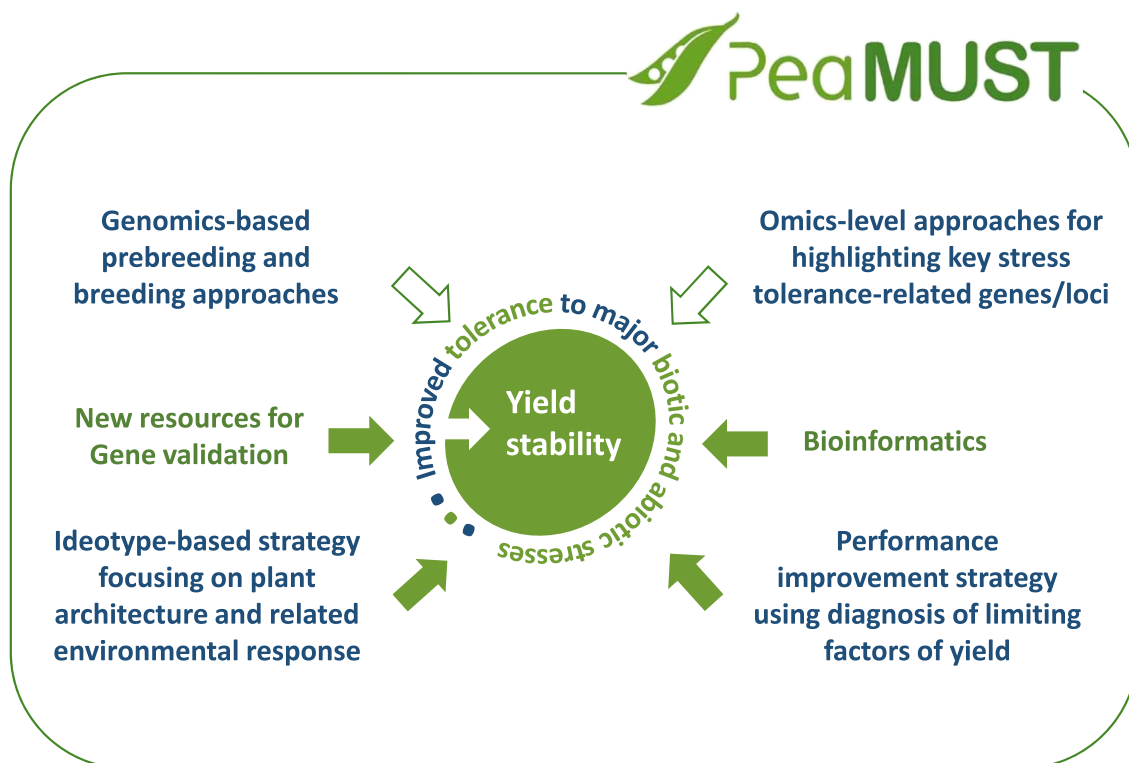 PeaMUST
Genomics-based
prebreeding and
breeding approaches
Omics-level approaches for
highlighting key stress
tolerance-related genes/loci
Improved tolerance to major biotic and abiotic stresses
Yield
stability
New resources for
Gene validation
Bioinformatics
Ideotype-based strategy
focusing on plant
architecture and related
environmental response
Performance
improvement strategy
using diagnosis of limiting
factors of yield